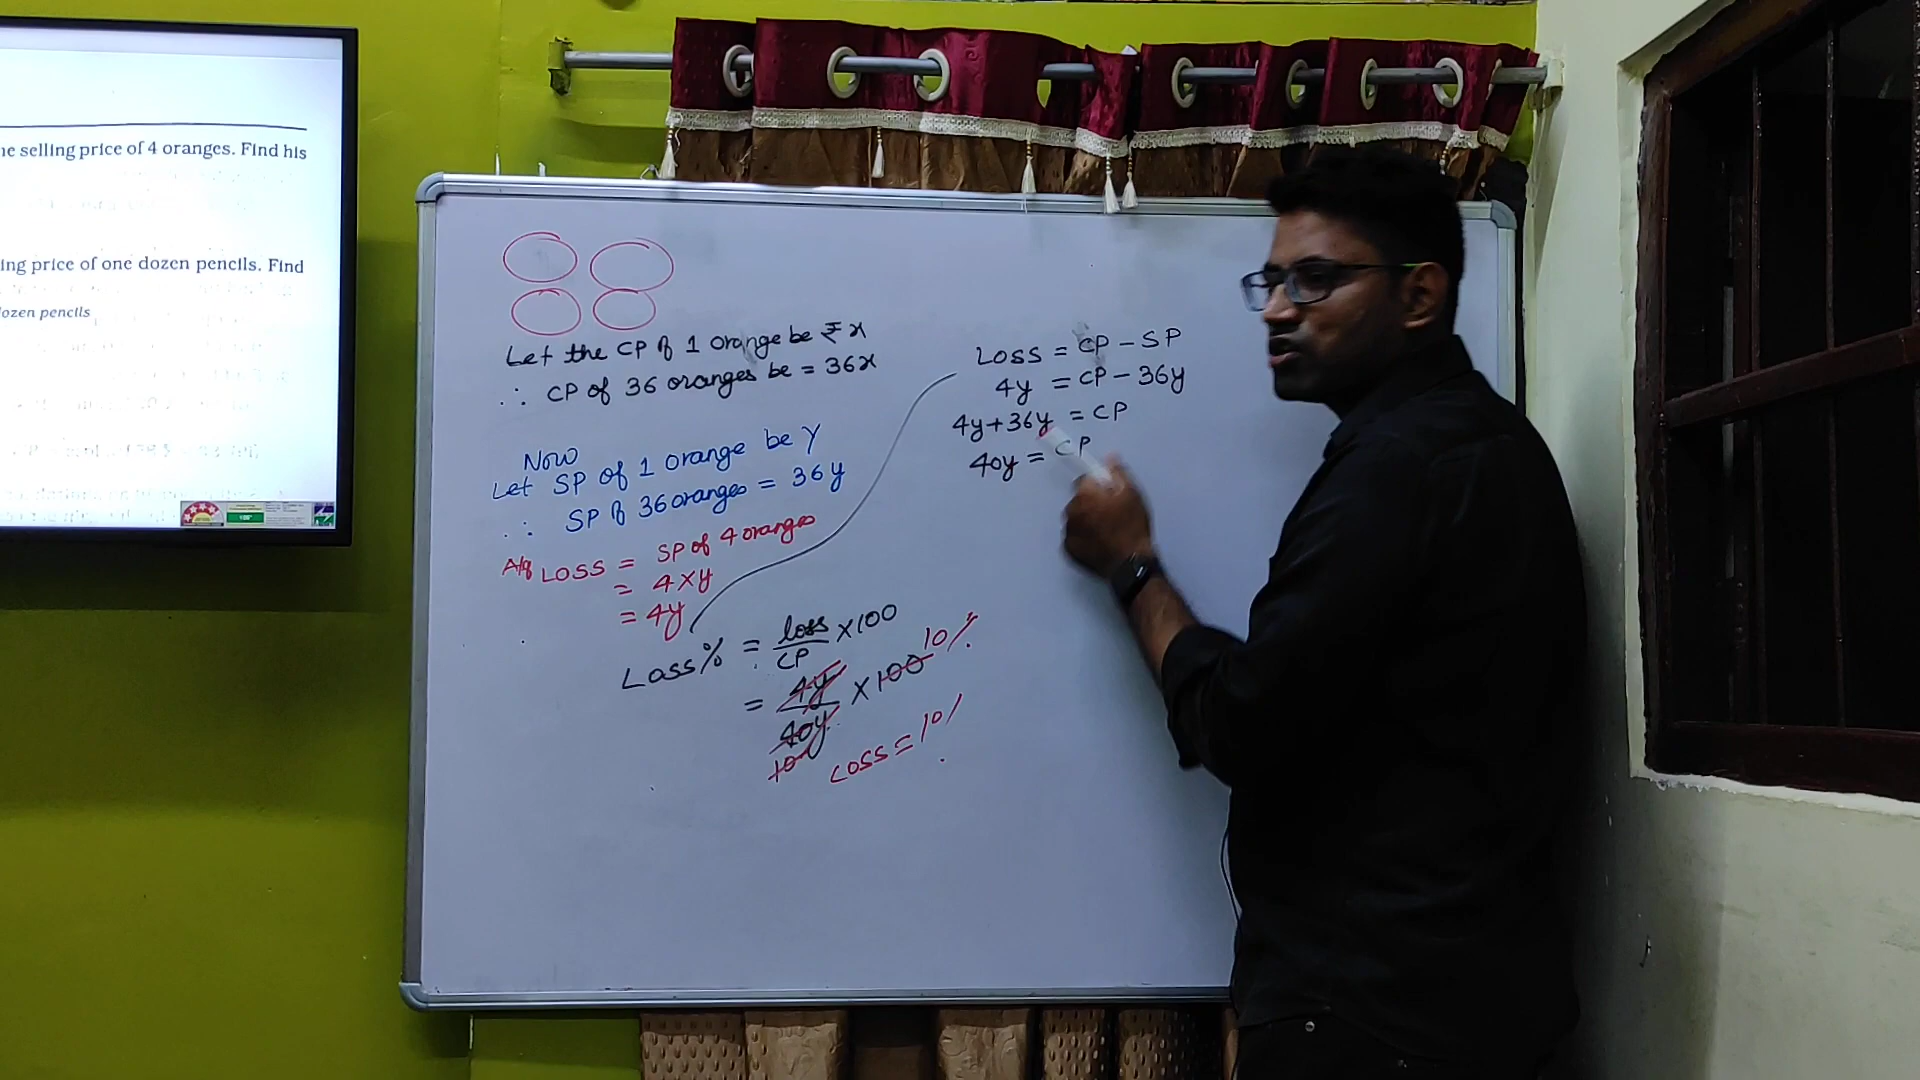 he selling price of 4 oranges. Find his
ing price of one dozen pencils. Find
dozen pencils
Let the CP of 1 orange be ₹ x
∴ CP of 36 oranges be = 36x
Now
Let SP of 1 orange be Y
∴ SP of 36 oranges = 36y
A/q Loss = SP of 4 oranges
= 4×y
= 4y
Loss% = loss/CP ×100
= 4y/40y ×100 10%
10
Loss = 10%
Loss = CP - SP
4y = CP - 36y
4y+36y = CP
40y = CP